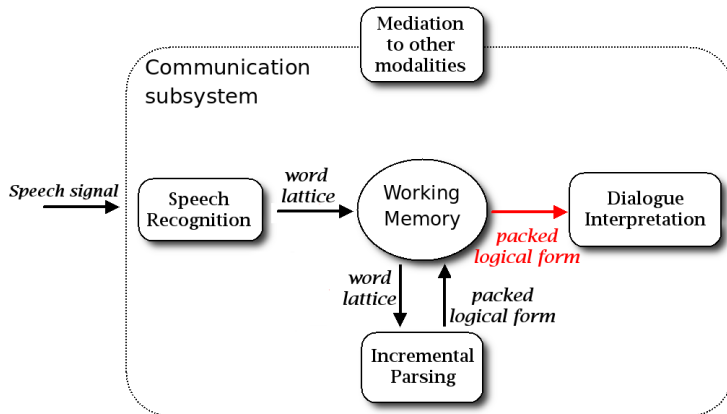 Mediation
to other
modalities
Communication
subsystem
Speech signal
Speech
Recognition
word
lattice
Working
Memory
packed
logical form
Dialogue
Interpretation
word
lattice
packed
logical form
Incremental
Parsing